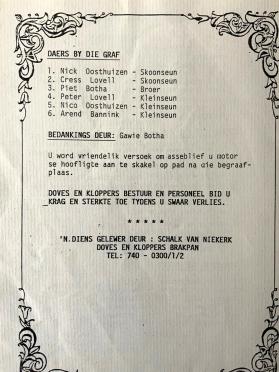 DAERS BY DIE GRAF
1. Nick Oosthuizen - Skoonseun
2. Cress Lovell - Skoonseun
3. Piet Botha - Broer
4. Peter Lovell - Kleinseun
5. Nico Oosthuizen - Kleinseun
6. Arend Bannink - Kleinseun
BEDANKINGS DEUR: Gawie Botha
U word vriendelik versoek om asseblief u motor
se hoofligte aan te skakel op pad na die begraaf-
plaas.
DOVES EN KLOPPERS BESTUUR EN PERSONEEL BID U
KRAG EN STERKTE TOE TYDENS U SWAAR VERLIES.
* * * * *
'N DIENS GELEWER DEUR : SCHALK VAN NIEKERK
DOVES EN KLOPPERS BRAKPAN
TEL: 740 - 0300/1/2